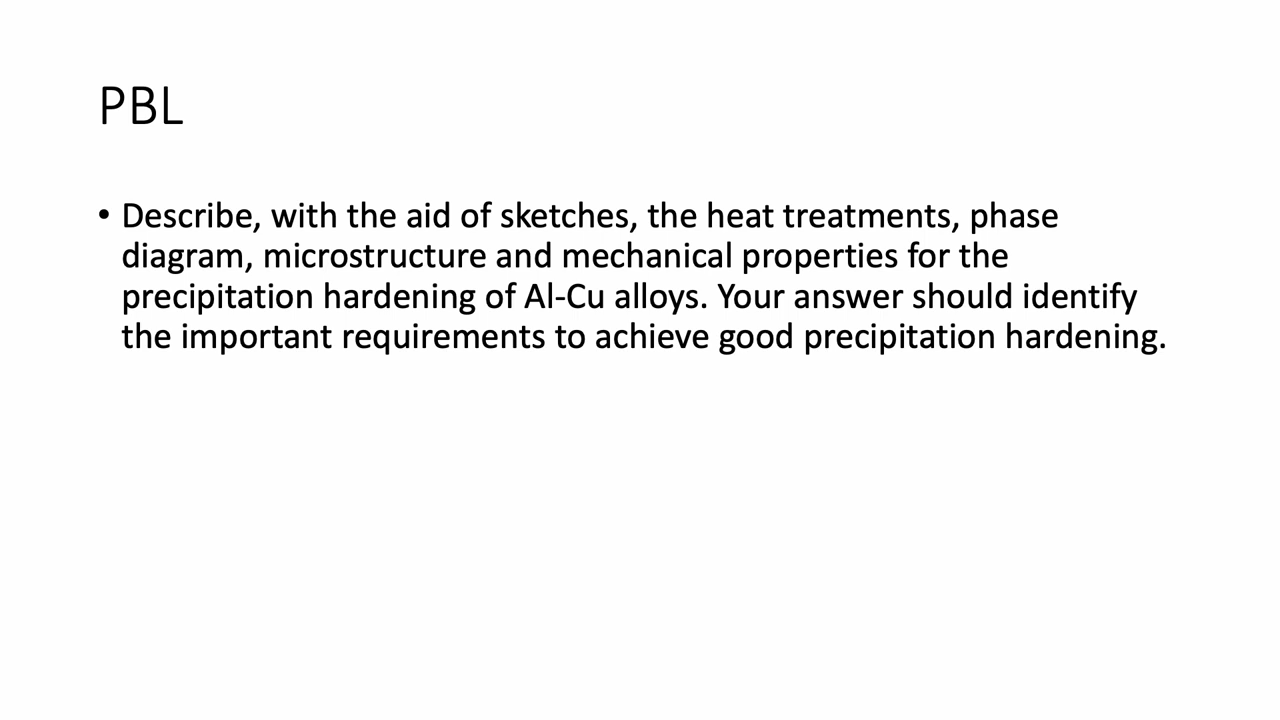 PBL
• Describe, with the aid of sketches, the heat treatments, phase
diagram, microstructure and mechanical properties for the
precipitation hardening of Al-Cu alloys. Your answer should identify
the important requirements to achieve good precipitation hardening.